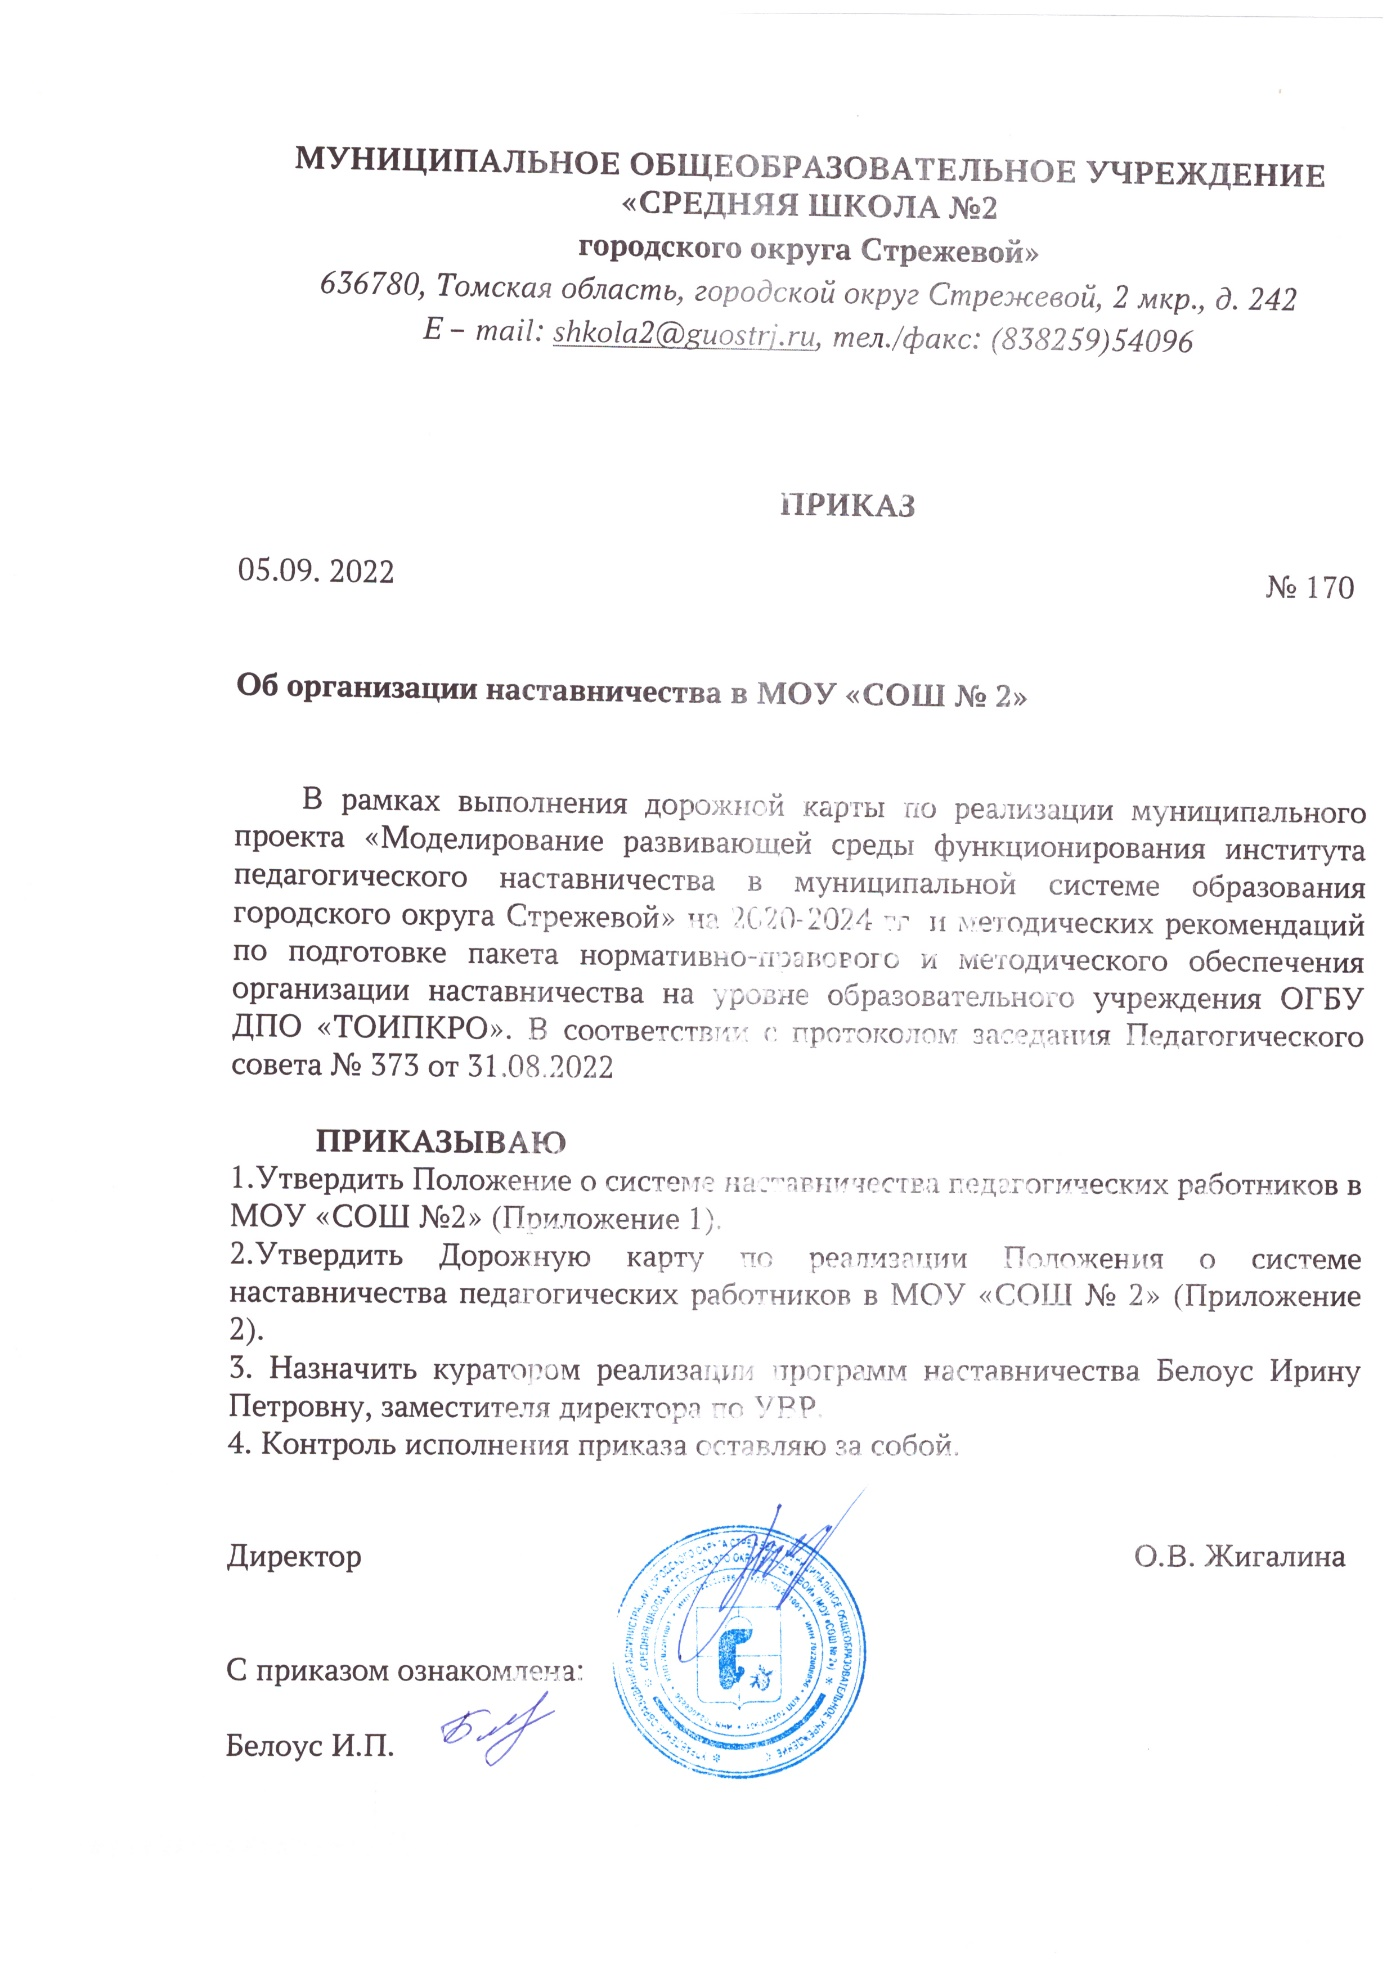 МУНИЦИПАЛЬНОЕ ОБЩЕОБРАЗОВАТЕЛЬНОЕ УЧРЕЖДЕНИЕ
«СРЕДНЯЯ ШКОЛА №2
городского округа Стрежевой»
636780, Томская область, городской округ Стрежевой, 2 мкр., д. 242
E – mail: shkola2@guostrj.ru, тел./факс: (838259)54096
ПРИКАЗ
05.09. 2022
№ 170
Об организации наставничества в МОУ «СОШ № 2»
В рамках выполнения дорожной карты по реализации муниципального
проекта «Моделирование развивающей среды функционирования института
педагогического наставничества в муниципальной системе образования
городского округа Стрежевой» на 2020-2024 гг и методических рекомендаций
по подготовке пакета нормативно-правового и методического обеспечения
организации наставничества на уровне образовательного учреждения ОГБУ
ДПО «ТОИПКРО». В соответствии с протоколом заседания Педагогического
совета № 373 от 31.08.2022
ПРИКАЗЫВАЮ
1.Утвердить Положение о системе наставничества педагогических работников в
МОУ «СОШ №2» (Приложение 1).
2.Утвердить Дорожную карту по реализации Положения о системе
наставничества педагогических работников в МОУ «СОШ № 2» (Приложение
2).
3. Назначить куратором реализации программ наставничества Белоус Ирину
Петровну, заместителя директора по УВР.
4. Контроль исполнения приказа оставляю за собой.
Директор
О.В. Жигалина
С приказом ознакомлена:
Белоус И.П.